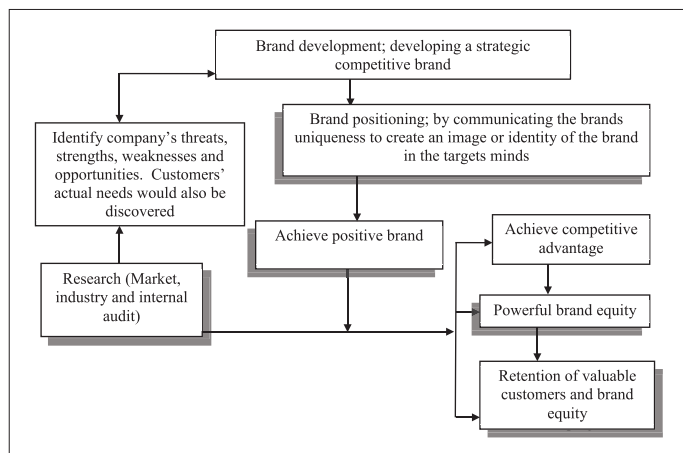 Brand development; developing a strategic
competitive brand
Brand positioning; by communicating the brands
uniqueness to create an image or identity of the brand
in the targets minds
Identify company's threats,
strengths, weaknesses and
opportunities. Customers'
actual needs would also be
discovered
Achieve positive brand
Achieve competitive
advantage
Research (Market,
industry and internal
audit)
Powerful brand equity
Retention of valuable
customers and brand
equity